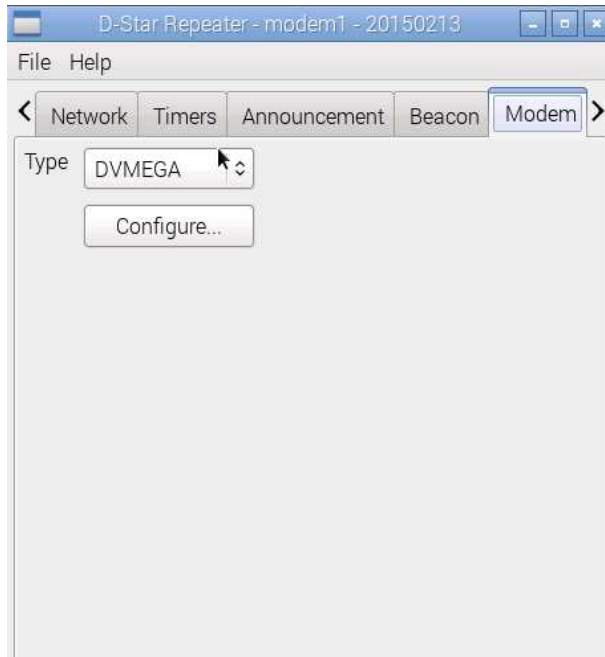 D-Star Repeater - modem1 - 20150213
File Help
Network Timers Announcement Beacon Modem
Type DVMEGA
Configure...